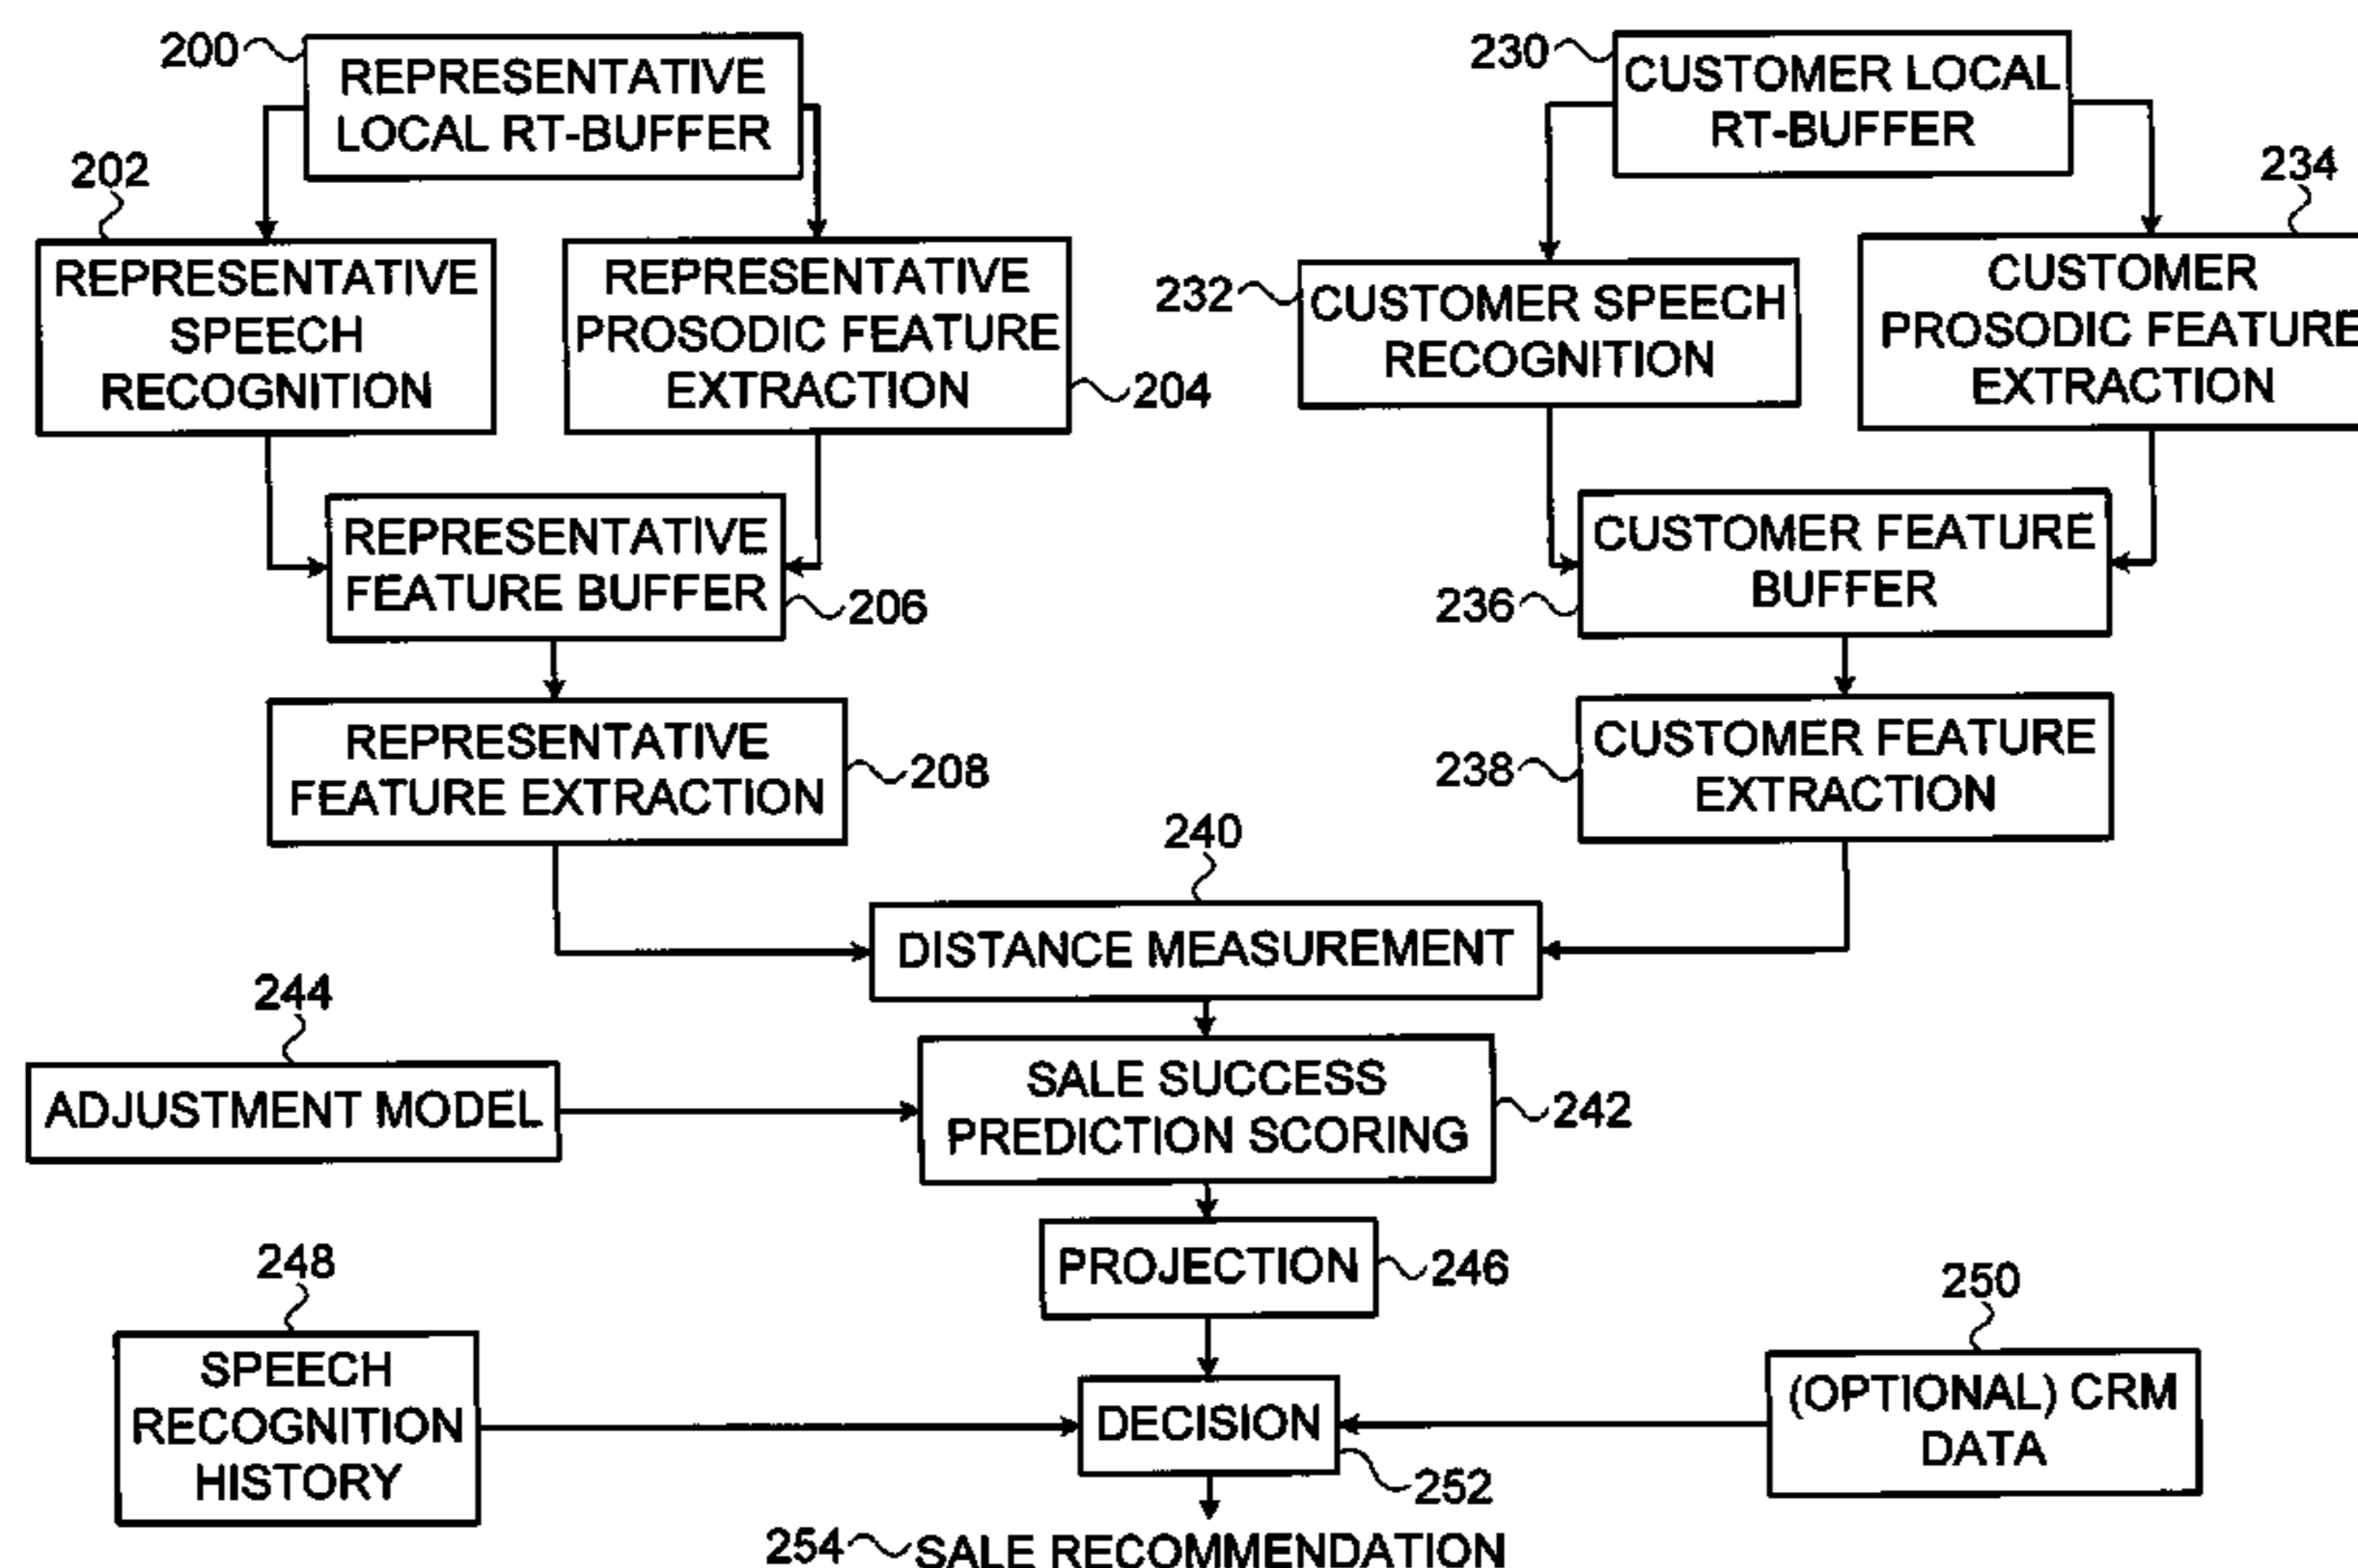 200
REPRESENTATIVE
LOCAL RT-BUFFER
230
CUSTOMER LOCAL
RT-BUFFER
202
REPRESENTATIVE
SPEECH
RECOGNITION
REPRESENTATIVE
PROSODIC FEATURE
EXTRACTION
204
232
CUSTOMER SPEECH
RECOGNITION
234
CUSTOMER
PROSODIC FEATURE
EXTRACTION
REPRESENTATIVE
FEATURE BUFFER
206
CUSTOMER FEATURE
BUFFER
236
REPRESENTATIVE
FEATURE EXTRACTION
208
CUSTOMER FEATURE
EXTRACTION
238
240
DISTANCE MEASUREMENT
244
ADJUSTMENT MODEL
SALE SUCCESS
PREDICTION SCORING
242
PROJECTION
246
248
SPEECH
RECOGNITION
HISTORY
DECISION
252
250
(OPTIONAL) CRM
DATA
254
SALE RECOMMENDATION